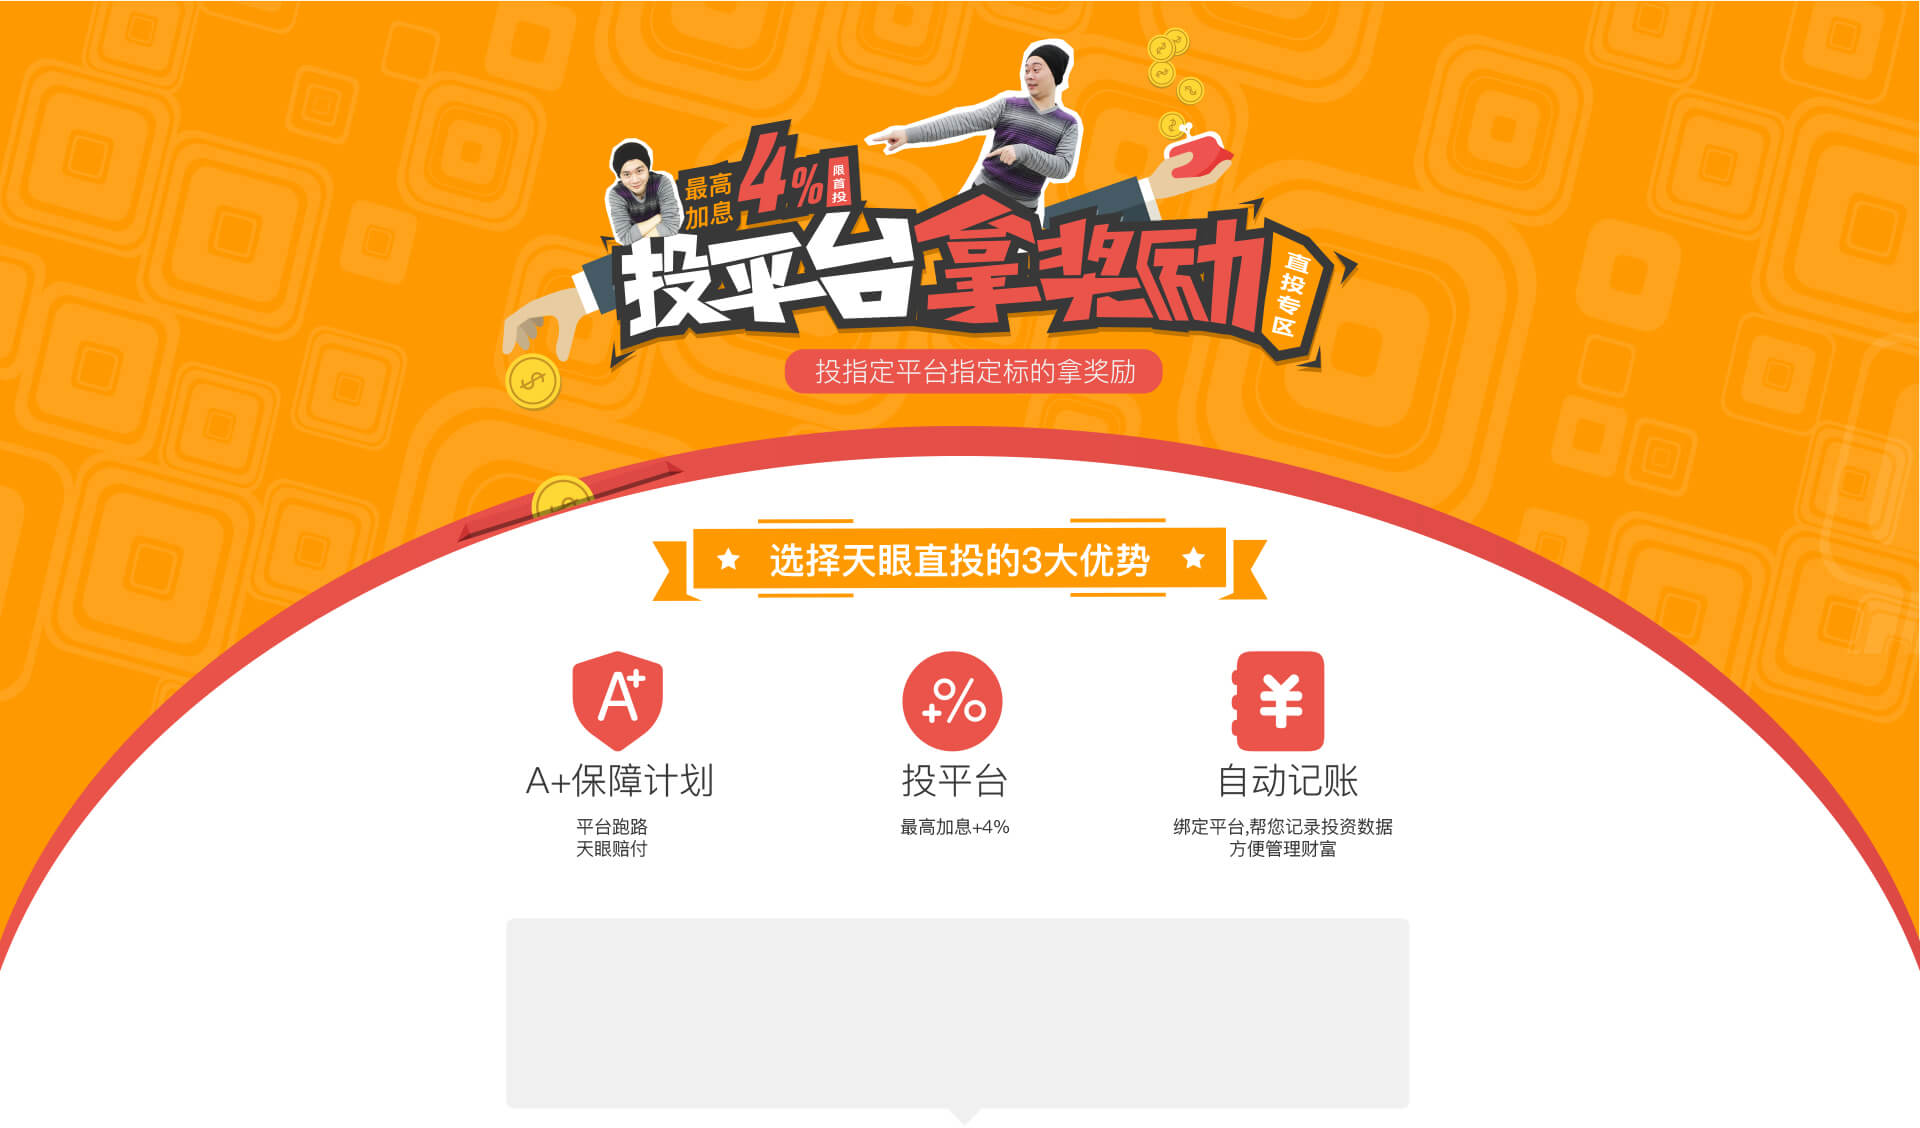 最高
加息
4%
限首投
投平台拿奖励
直投专区
投指定平台指定标的拿奖励
选择天眼直投的3大优势
A+
+%
¥
A+保障计划
投平台
自动记账
平台跑路
天眼赔付
最高加息+4%
绑定平台,帮您记录投资数据
方便管理财富